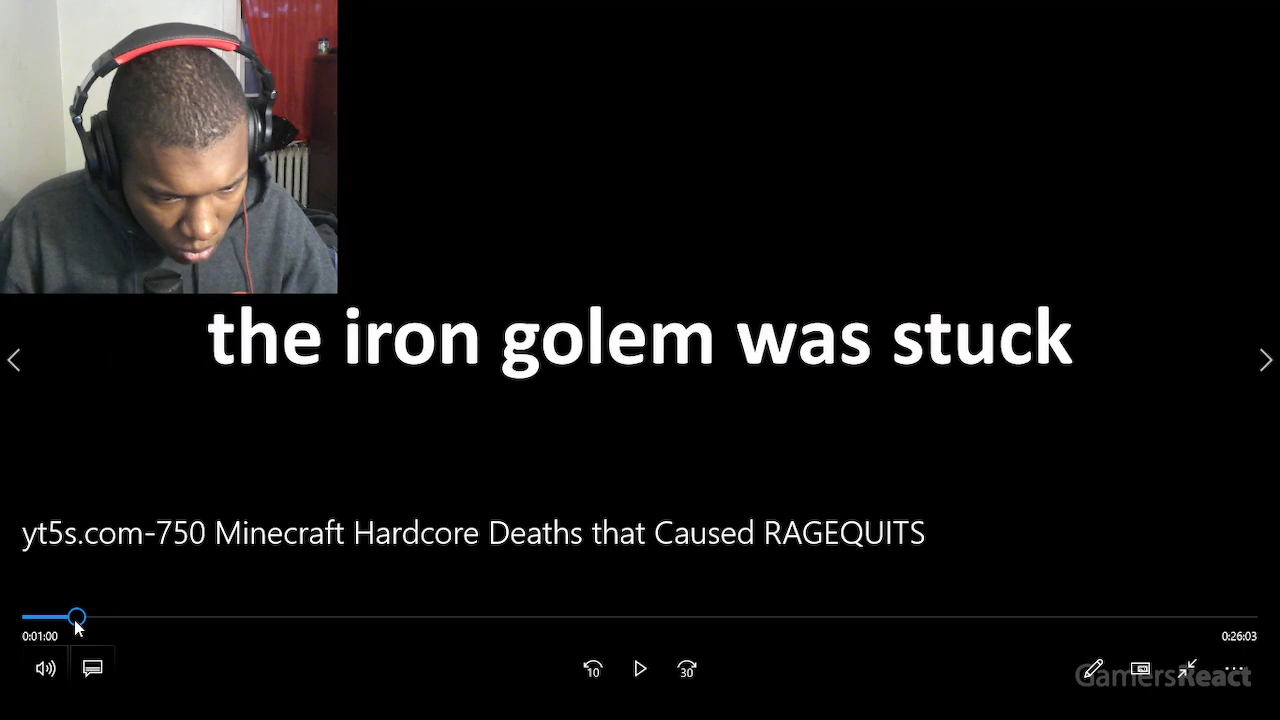 the iron golem was stuck
yt5s.com-750 Minecraft Hardcore Deaths that Caused RAGEQUITS
0:01:00
0:26:03
10
30
GamersReact